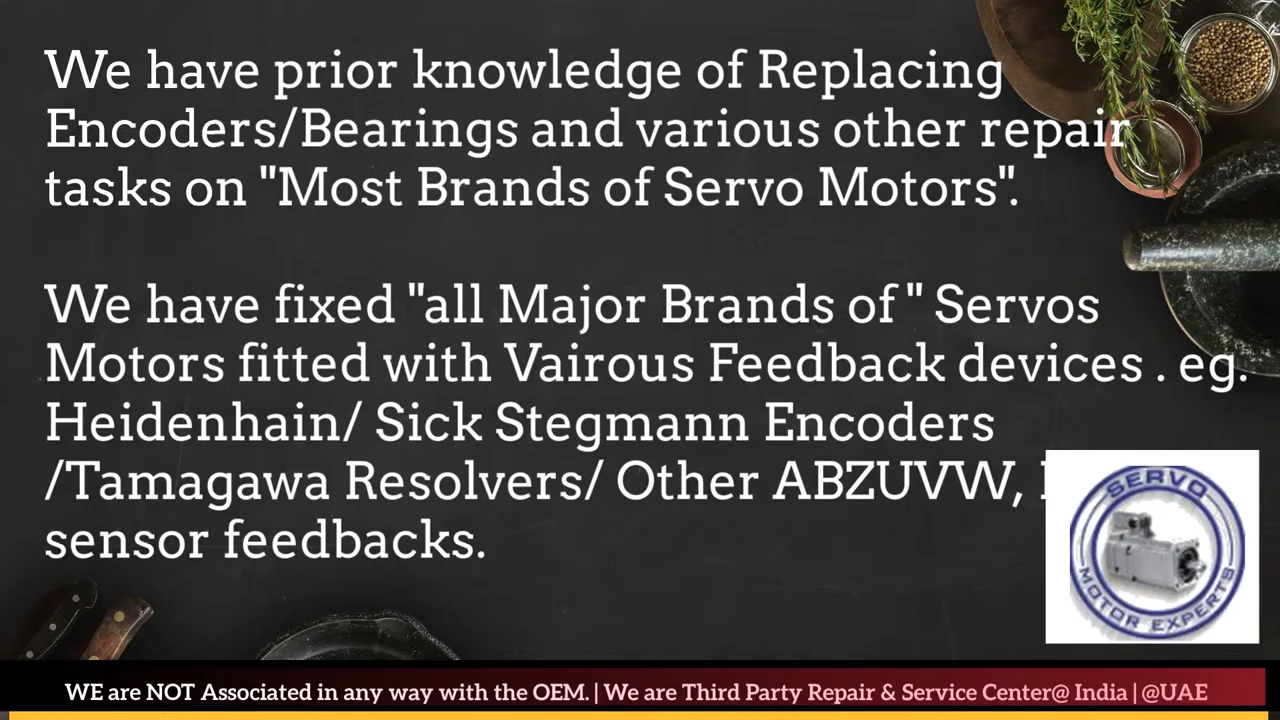 We have prior knowledge of Replacing
Encoders/Bearings and various other repair
tasks on "Most Brands of Servo Motors".
We have fixed "all Major Brands of " Servos
Motors fitted with Vairous Feedback devices . eg.
Heidenhain/ Sick Stegmann Encoders
/Tamagawa Resolvers/ Other ABZUVW,
sensor feedbacks.
SERVO
MOTOR EXPERTS
WE are NOT Associated in any way with the OEM. | We are Third Party Repair & Service Center@ India | @UAE